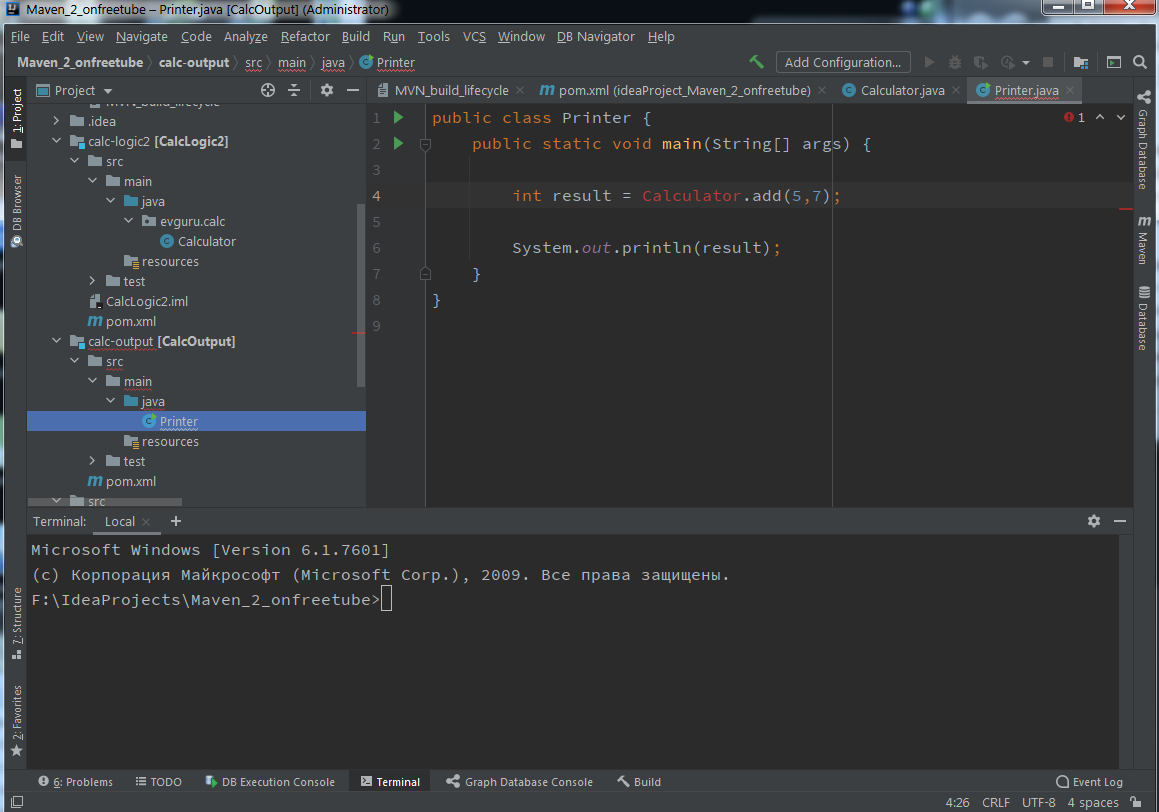 Maven_2_onfreetube – Printer.java [CalcOutput] (Administrator)
File Edit View Navigate Code Analyze Refactor Build Run Tools VCS Window DB Navigator Help
Maven_2_onfreetube calc-output src main java Printer
Add Configuration...
Project
MVN_build_lifecycle
pom.xml (ideaProject_Maven_2_onfreetube)
Calculator.java
Printer.java
1: Project
DB Browser
7: Structure
2: Favorites
MVN_build_lifecycle
.idea
calc-logic2 [CalcLogic2]
src
main
java
evguru.calc
Calculator
resources
test
CalcLogic2.iml
pom.xml
calc-output [CalcOutput]
src
main
java
Printer
resources
test
pom.xml
src
1 public class Printer {
2 public static void main(String[] args) {
3
4 int result = Calculator.add(5,7);
5
6 System.out.println(result);
7 }
8 }
9
1
Graph Database
Maven
Database
Terminal: Local +
Microsoft Windows [Version 6.1.7601]
(c) Корпорация Майкрософт (Microsoft Corp.), 2009. Все права защищены.
F:\IdeaProjects\Maven_2_onfreetube>
6: Problems TODO DB Execution Console Terminal Graph Database Console Build Event Log
4:26 CRLF UTF-8 4 spaces